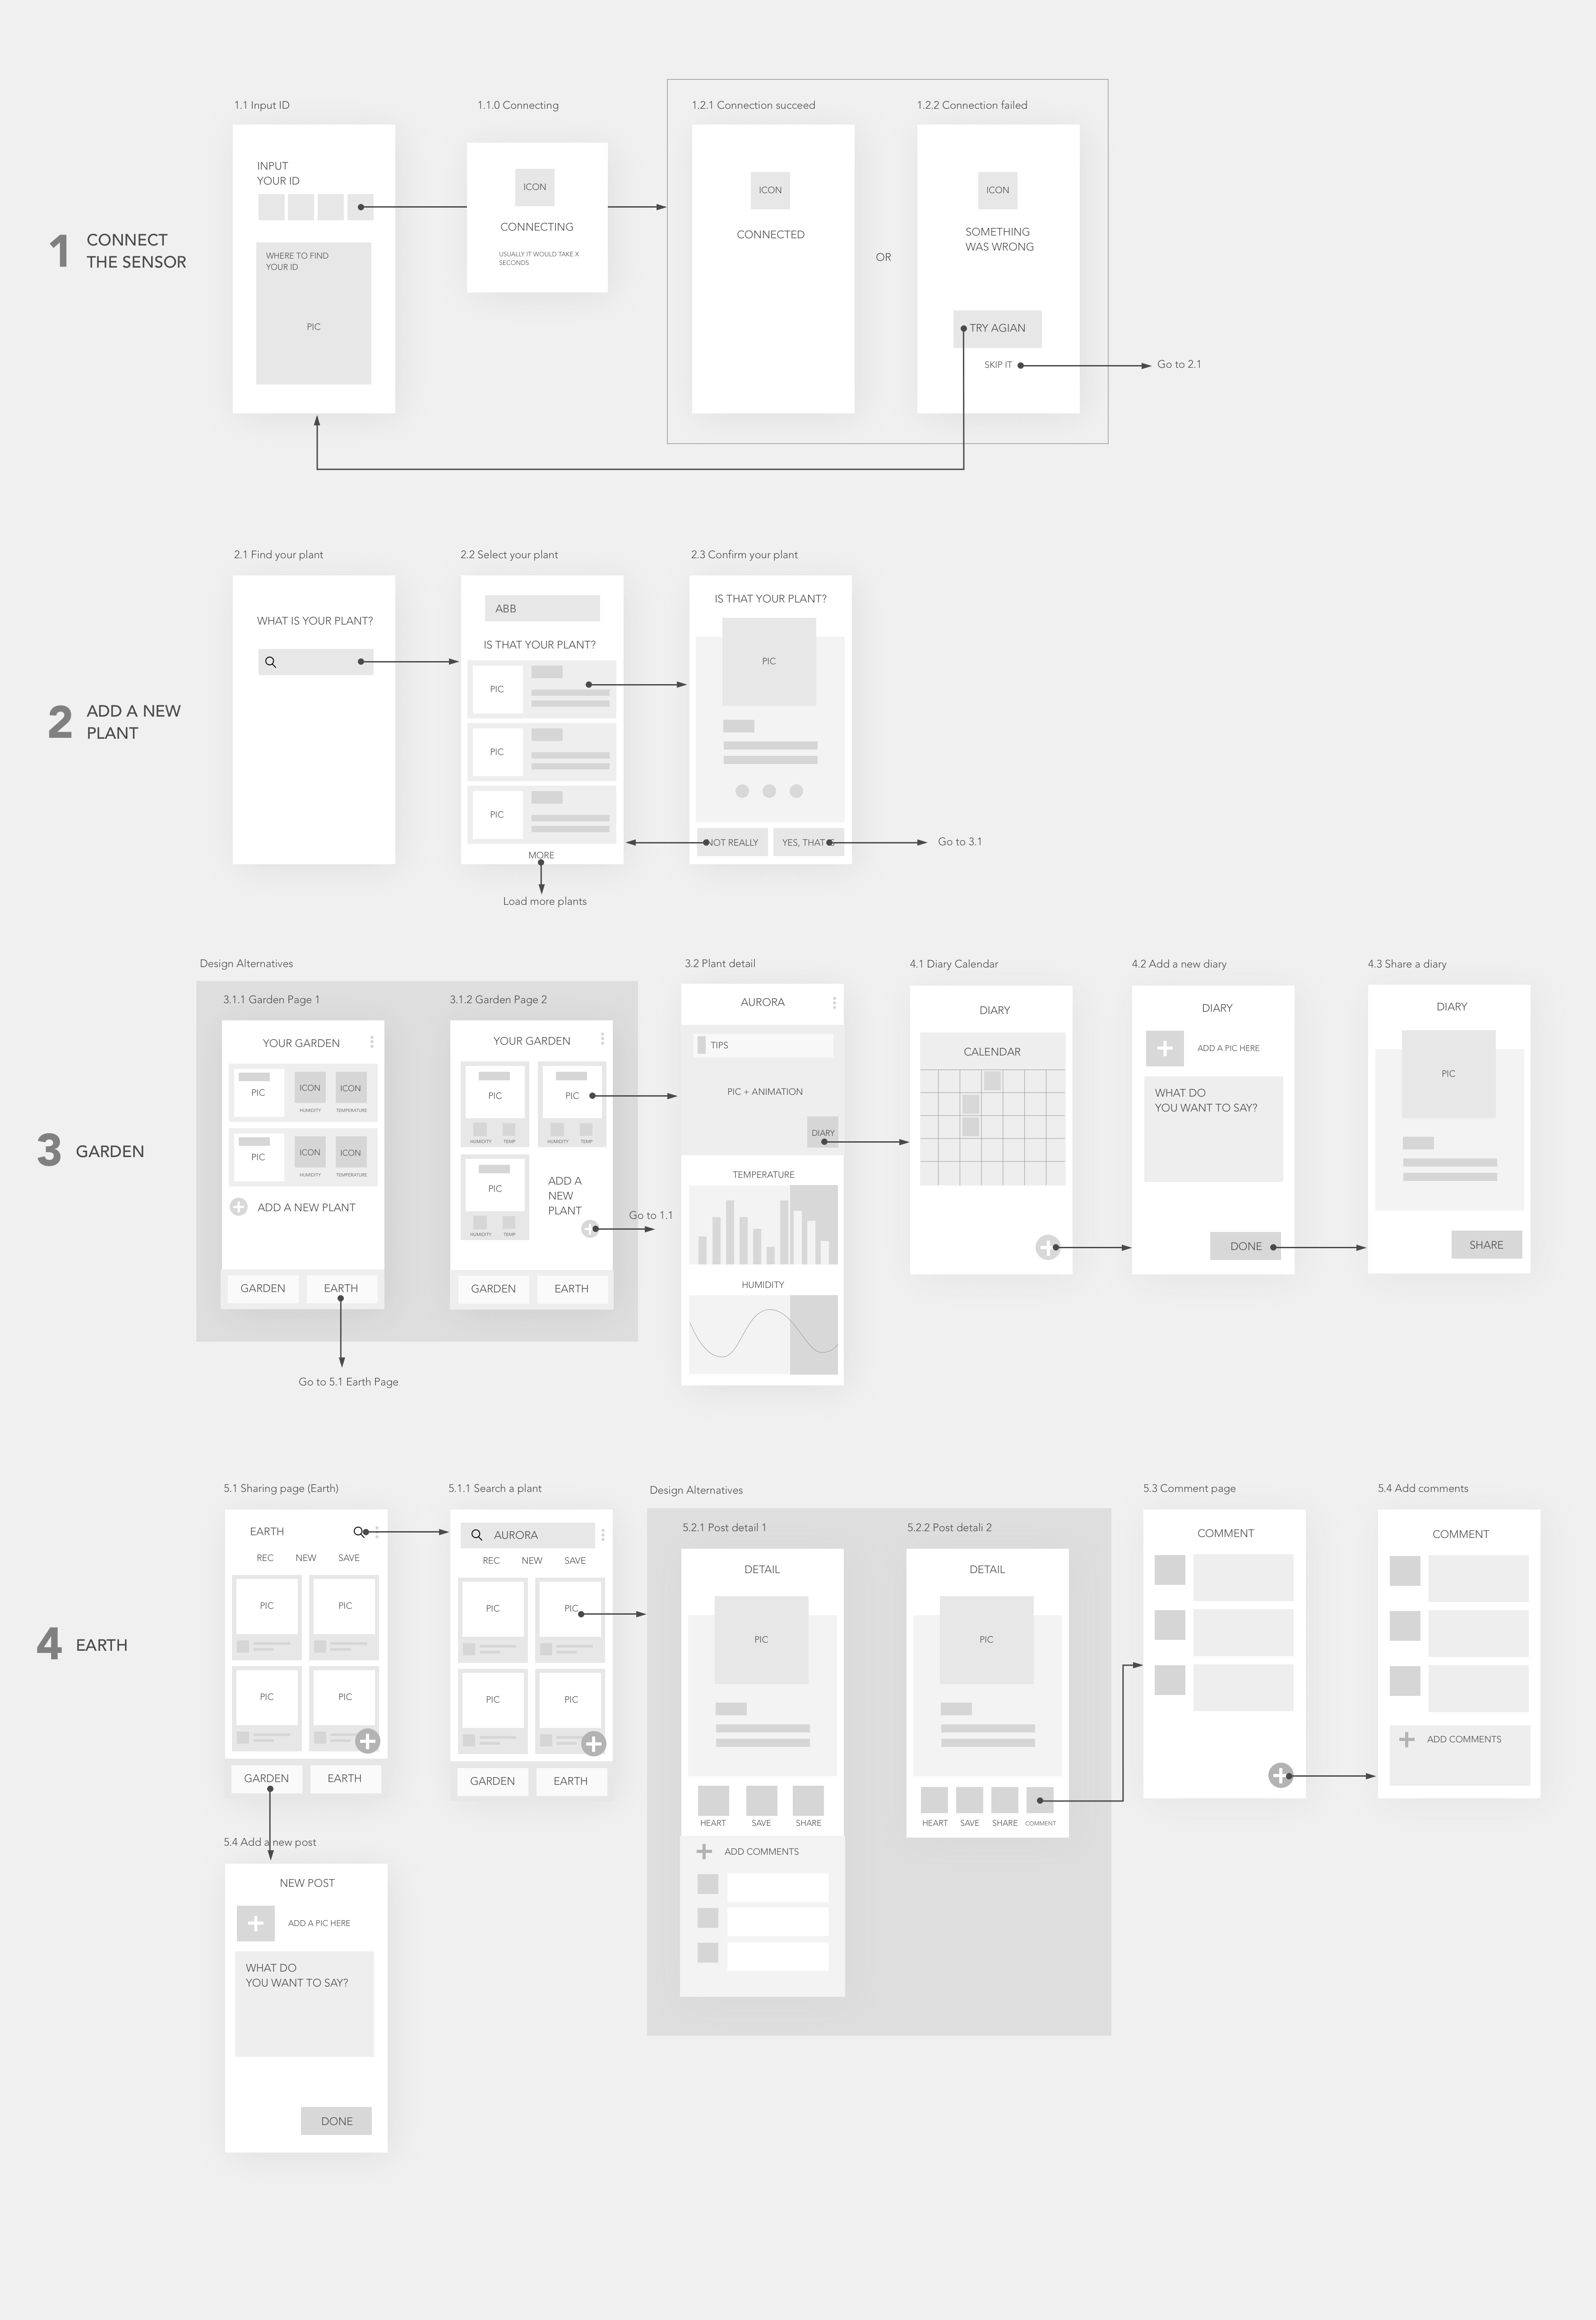 1.1 Input ID
1.1.0 Connecting
1.2.1 Connection succeed
1.2.2 Connection failed
1
CONNECT
THE SENSOR
INPUT
YOUR ID
WHERE TO FIND
YOUR ID
PIC
ICON
CONNECTING
USUALLY IT WOULD TAKE X
SECONDS
ICON
CONNECTED
OR
ICON
SOMETHING
WAS WRONG
TRY AGIAN
SKIP IT
Go to 2.1
2.1 Find your plant
2.2 Select your plant
2.3 Confirm your plant
2
ADD A NEW
PLANT
WHAT IS YOUR PLANT?
ABB
IS THAT YOUR PLANT?
PIC
PIC
PIC
MORE
Load more plants
IS THAT YOUR PLANT?
PIC
NOT REALLY
YES, THAT
Go to 3.1
Design Alternatives
3.1.1 Garden Page 1
3.1.2 Garden Page 2
3.2 Plant detail
4.1 Diary Calendar
4.2 Add a new diary
4.3 Share a diary
3
GARDEN
YOUR GARDEN
PIC
ICON
ICON
HUMIDITY
TEMPERATURE
PIC
ICON
ICON
HUMIDITY
TEMPERATURE
ADD A NEW PLANT
GARDEN
EARTH
Go to 5.1 Earth Page
YOUR GARDEN
PIC
PIC
HUMIDITY
TEMP
HUMIDITY
TEMP
PIC
ADD A
NEW
PLANT
HUMIDITY
TEMP
Go to 1.1
GARDEN
EARTH
AURORA
TIPS
PIC + ANIMATION
DIARY
TEMPERATURE
HUMIDITY
DIARY
CALENDAR
DIARY
ADD A PIC HERE
WHAT DO
YOU WANT TO SAY?
DONE
DIARY
PIC
SHARE
5.1 Sharing page (Earth)
5.1.1 Search a plant
Design Alternatives
5.2.1 Post detail 1
5.2.2 Post detali 2
5.3 Comment page
5.4 Add comments
4
EARTH
EARTH
REC
NEW
SAVE
PIC
PIC
PIC
PIC
GARDEN
EARTH
AURORA
REC
NEW
SAVE
PIC
PIC
PIC
PIC
GARDEN
EARTH
DETAIL
PIC
HEART
SAVE
SHARE
ADD COMMENTS
DETAIL
PIC
HEART
SAVE
SHARE
COMMENT
COMMENT
COMMENT
ADD COMMENTS
5.4 Add a new post
NEW POST
ADD A PIC HERE
WHAT DO
YOU WANT TO SAY?
DONE